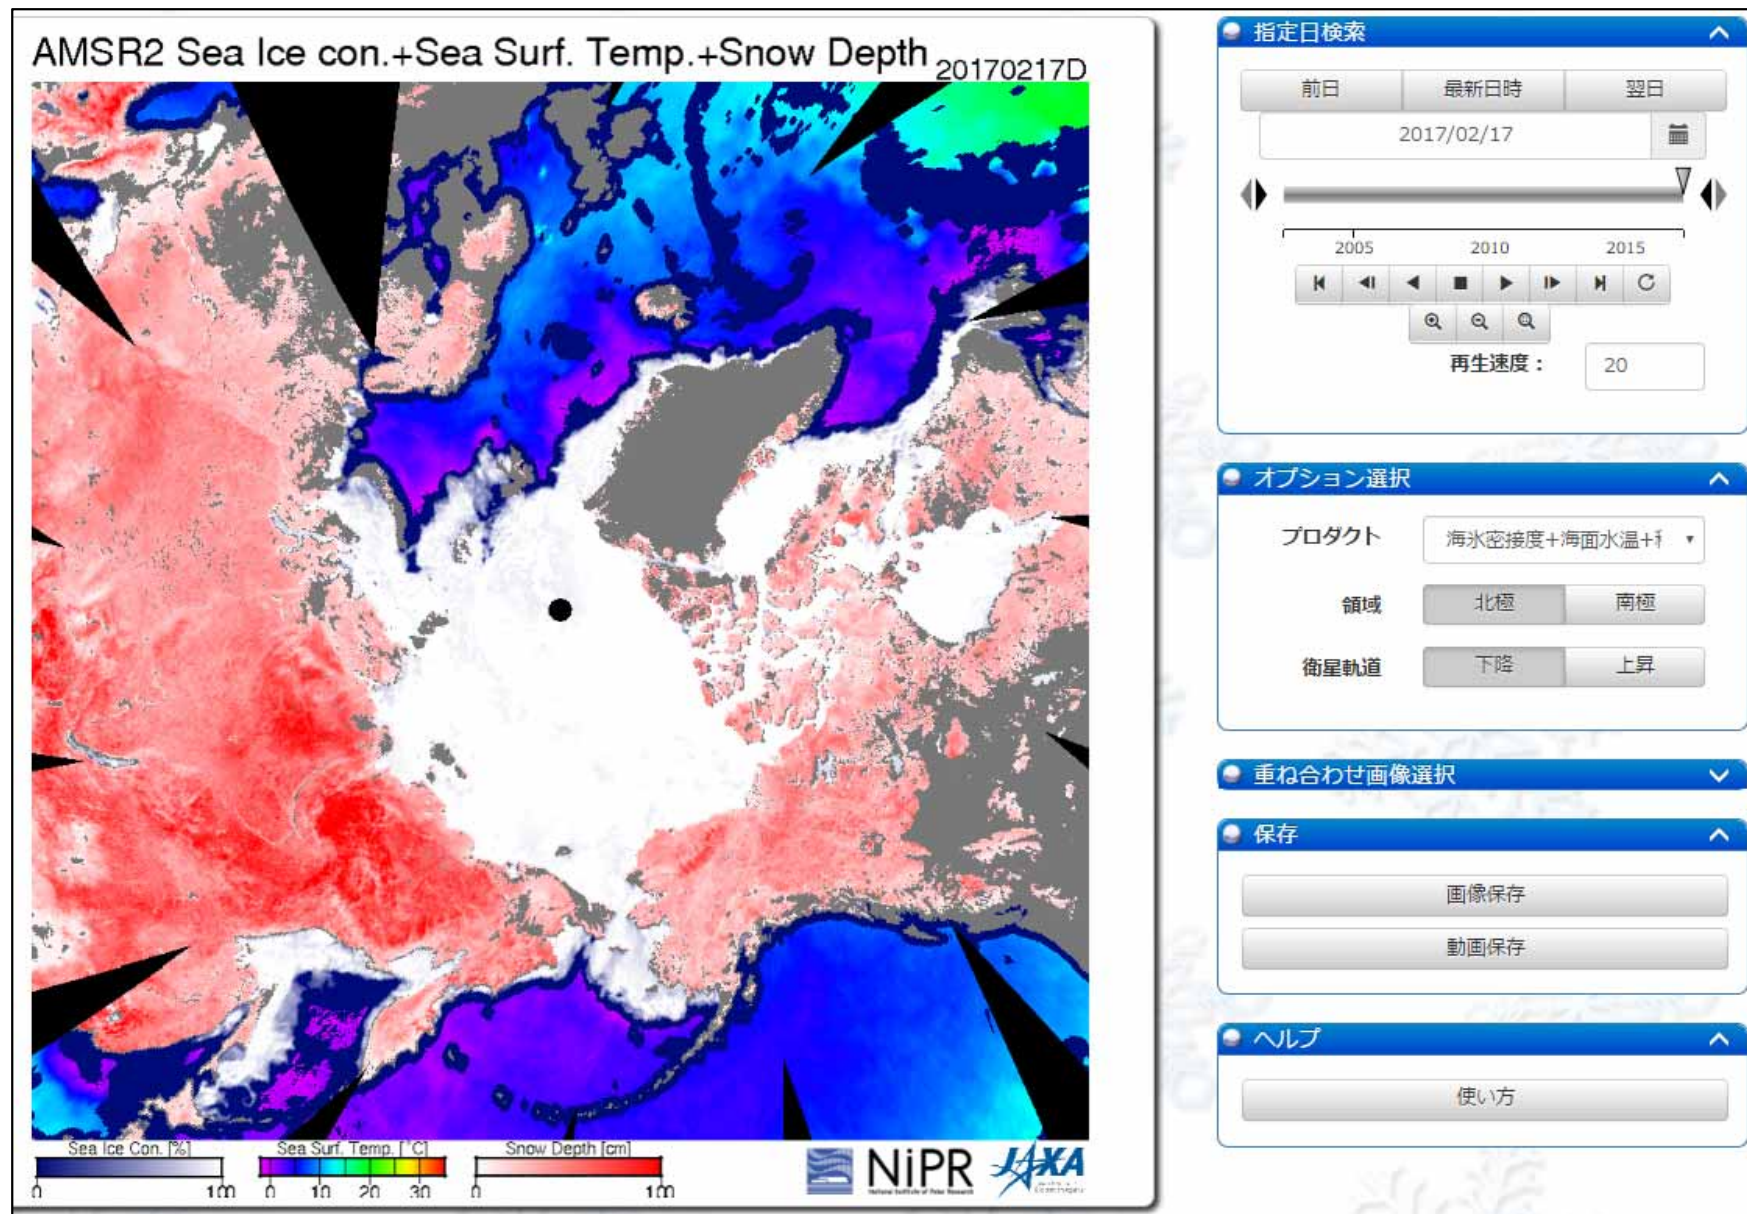 AMSR2 Sea Ice con.+Sea Surf. Temp.+Snow Depth 20170217D
Sea Ice Con. [%]
0 100
Sea Surf. Temp. [°C]
0 10 20 30
Snow Depth [cm]
0 100
NiPR
National Institute of Polar Research
JAXA
指定日検索
前日 最新日時 翌日
2017/02/17
2005 2010 2015
再生速度: 20
オプション選択
プロダクト 海氷密接度+海面水温+
領域 北極 南極
衛星軌道 下降 上昇
重ね合わせ画像選択
保存
画像保存
動画保存
ヘルプ
使い方